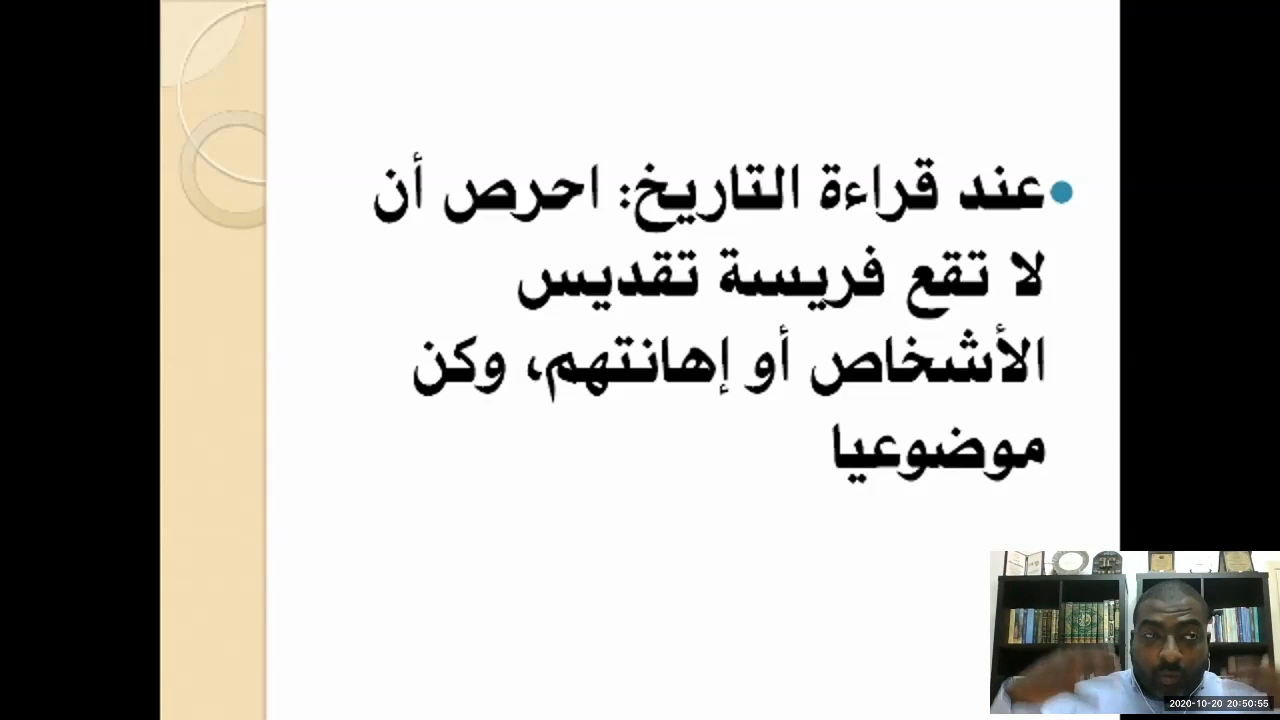 عند قراءة التاريخ: احرص أن
لا تقع فريسة تقديس
الأشخاص أو إهانتهم، وكن
موضوعيا
2020-10-20 20:50:55